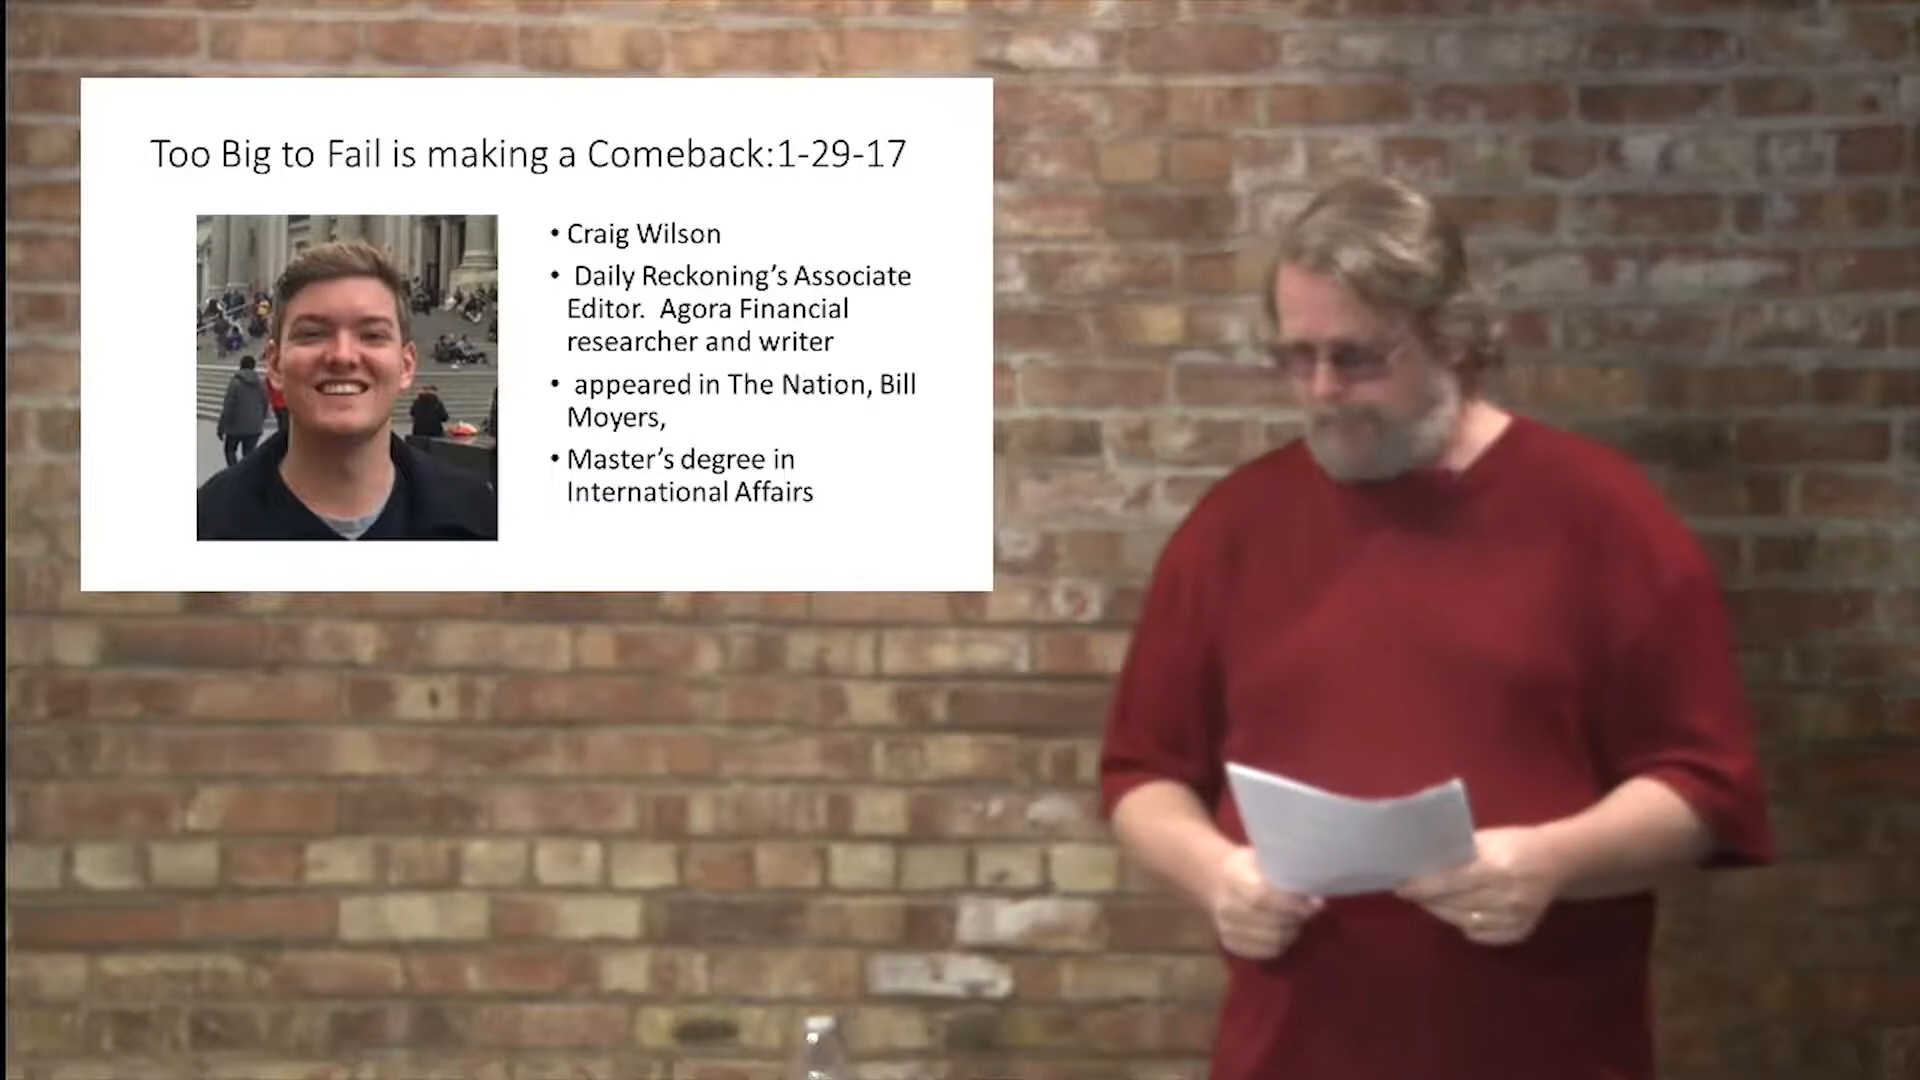 Too Big to Fail is making a Comeback:1-29-17
• Craig Wilson
• Daily Reckoning’s Associate
Editor.  Agora Financial
researcher and writer
• appeared in The Nation, Bill
Moyers,
• Master’s degree in
International Affairs